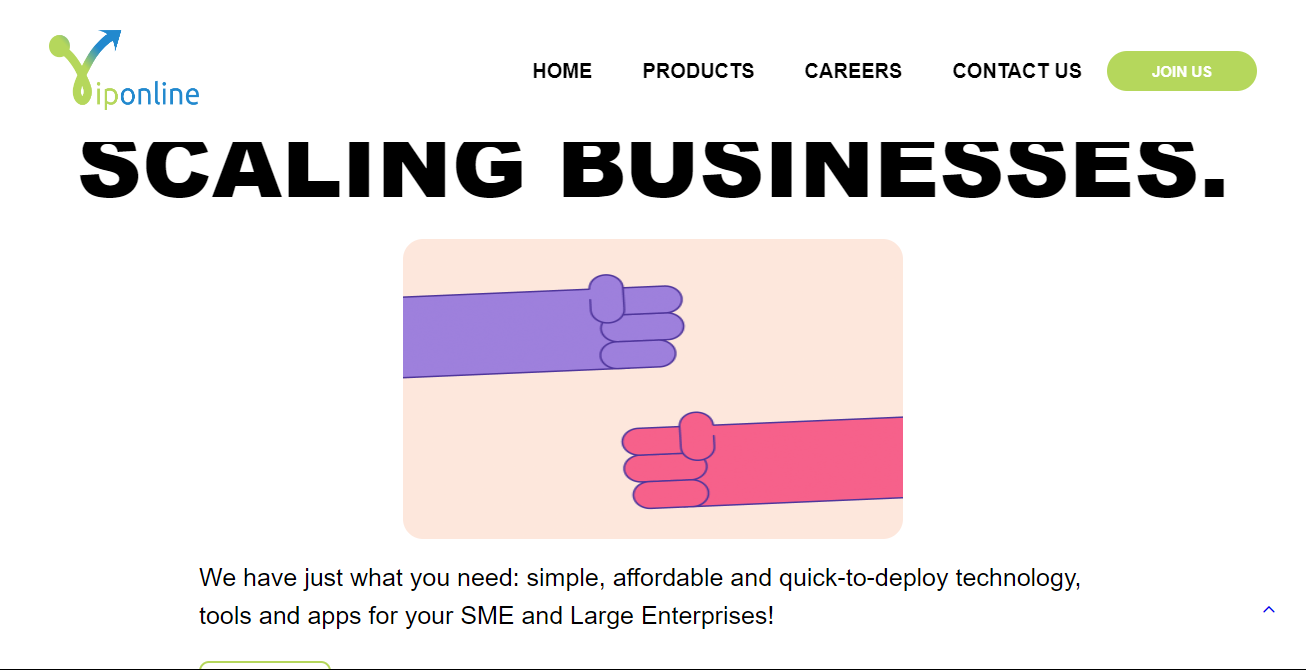 Yiponline
HOME
PRODUCTS
CAREERS
CONTACT US
JOIN US
SCALING BUSINESSES.
We have just what you need: simple, affordable and quick-to-deploy technology,
tools and apps for your SME and Large Enterprises!